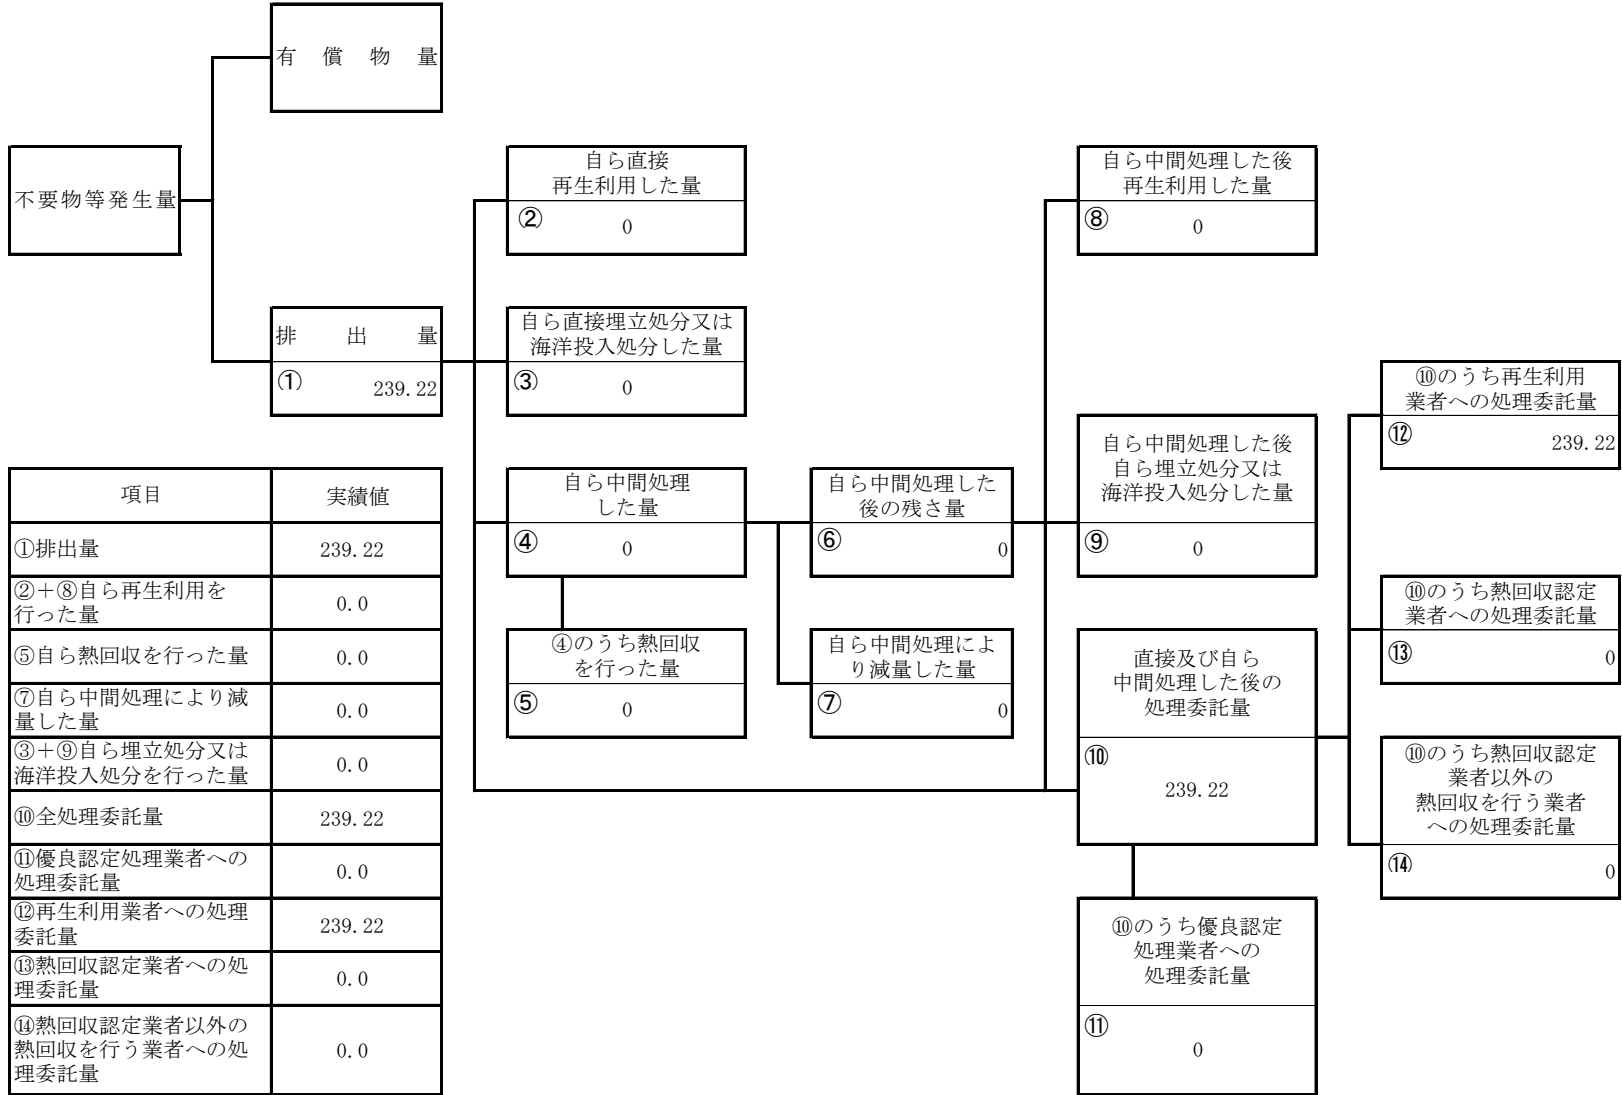 有償物量
不要物等発生量
排出量
① 239.22
自ら直接
再生利用した量
② 0
自ら直接埋立処分又は
海洋投入処分した量
③ 0
自ら中間処理
した量
④ 0
④のうち熱回収
を行った量
⑤ 0
自ら中間処理した
後の残さ量
⑥ 0
自ら中間処理によ
り減量した量
⑦ 0
自ら中間処理した後
再生利用した量
⑧ 0
自ら中間処理した後
自ら埋立処分又は
海洋投入処分した量
⑨ 0
直接及び自ら
中間処理した後の
処理委託量
⑩
239.22
⑩のうち優良認定
処理業者への
処理委託量
⑪
0
⑩のうち再生利用
業者への処理委託量
⑫ 239.22
⑩のうち熱回収認定
業者への処理委託量
⑬ 0
⑩のうち熱回収認定
業者以外の
熱回収を行う業者
への処理委託量
⑭ 0
項目 実績値
①排出量 239.22
②+⑧自ら再生利用を
行った量 0.0
⑤自ら熱回収を行った量 0.0
⑦自ら中間処理により減
量した量 0.0
③+⑨自ら埋立処分又は
海洋投入処分を行った量 0.0
⑩全処理委託量 239.22
⑪優良認定処理業者への
処理委託量 0.0
⑫再生利用業者への処理
委託量 239.22
⑬熱回収認定業者への処
理委託量 0.0
⑭熱回収認定業者以外の
熱回収を行う業者への処
理委託量 0.0